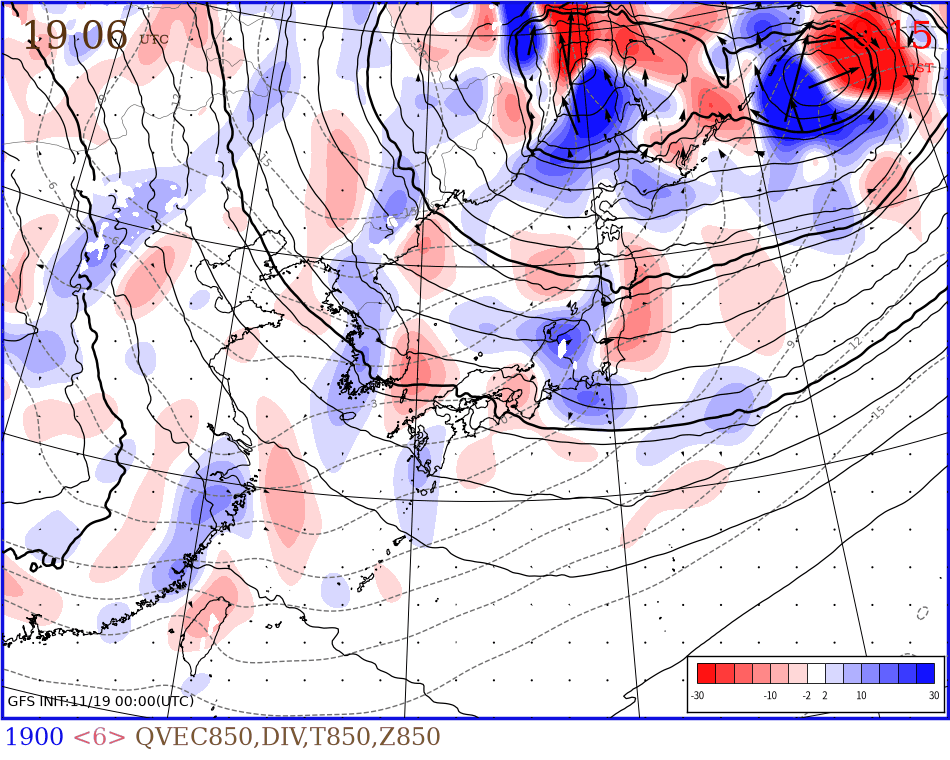 19 06 UTC
15
JST
GFS INIT:11/19 00:00(UTC)
-30 -10 -2 2 10 30
1900 <6> QVEC850,DIV,T850,Z850